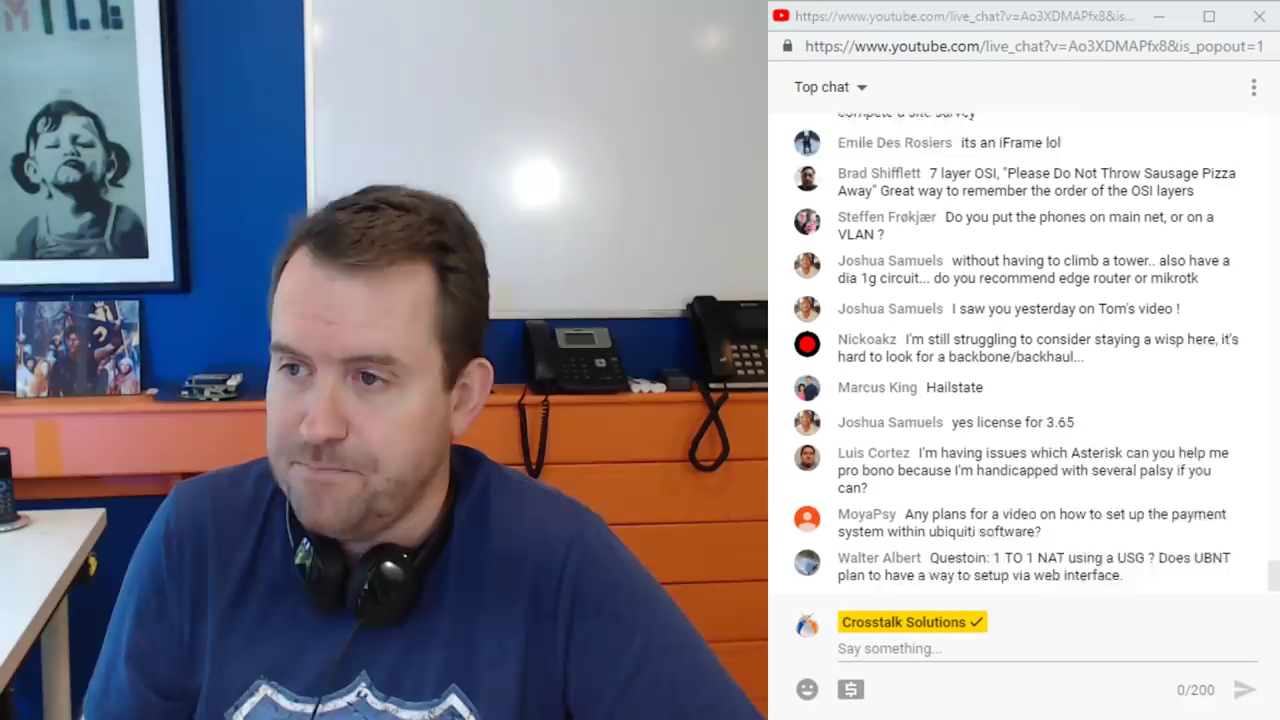 MILE
https://www.youtube.com/live_chat?v=Ao3XDMAPfx8&is...
https://www.youtube.com/live_chat?v=Ao3XDMAPfx8&is_popout=1
Top chat
compete a site survey
Emile Des Rosiers its an iFrame lol
Brad Shifflett 7 layer OSI, "Please Do Not Throw Sausage Pizza
Away" Great way to remember the order of the OSI layers
Steffen Frøkjær Do you put the phones on main net, or on a
VLAN ?
Joshua Samuels without having to climb a tower.. also have a
dia 1g circuit... do you recommend edge router or mikrotk
Joshua Samuels I saw you yesterday on Tom's video !
Nickoakz I'm still struggling to consider staying a wisp here, it's
hard to look for a backbone/backhaul...
Marcus King Hailstate
Joshua Samuels yes license for 3.65
Luis Cortez I'm having issues which Asterisk can you help me
pro bono because I'm handicapped with several palsy if you
can?
MoyaPsy Any plans for a video on how to set up the payment
system within ubiquiti software?
Walter Albert Questoin: 1 TO 1 NAT using a USG ? Does UBNT
plan to have a way to setup via web interface.
Crosstalk Solutions
Say something...
0/200